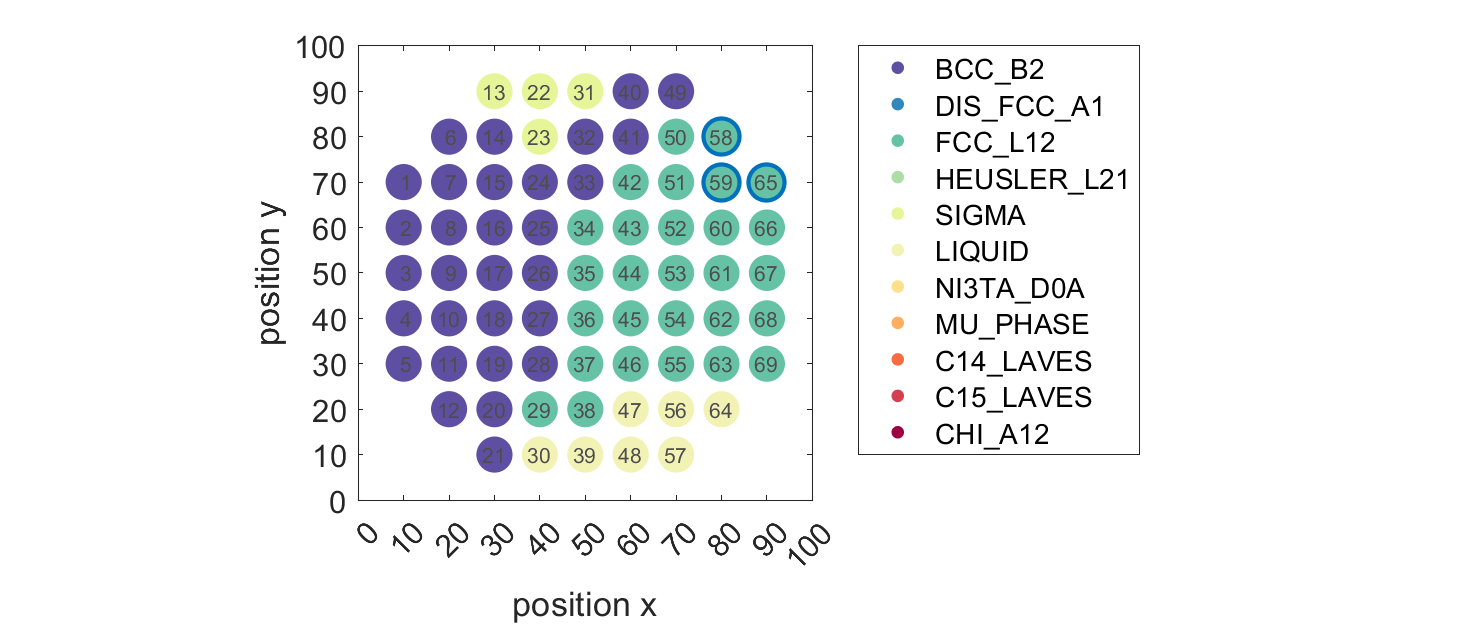 100
90
80
70
60
50
40
30
20
10
0
position y
13 22 31 40 49
6 14 23 32 41 50 58
1 7 15 24 33 42 51 59 65
2 8 16 25 34 43 52 60 66
3 9 17 26 35 44 53 61 67
4 10 18 27 36 45 54 62 68
5 11 19 28 37 46 55 63 69
12 20 29 38 47 56 64
21 30 39 48 57
0 10 20 30 40 50 60 70 80 90 100
position x
BCC_B2
DIS_FCC_A1
FCC_L12
HEUSLER_L21
SIGMA
LIQUID
NI3TA_D0A
MU_PHASE
C14_LAVES
C15_LAVES
CHI_A12